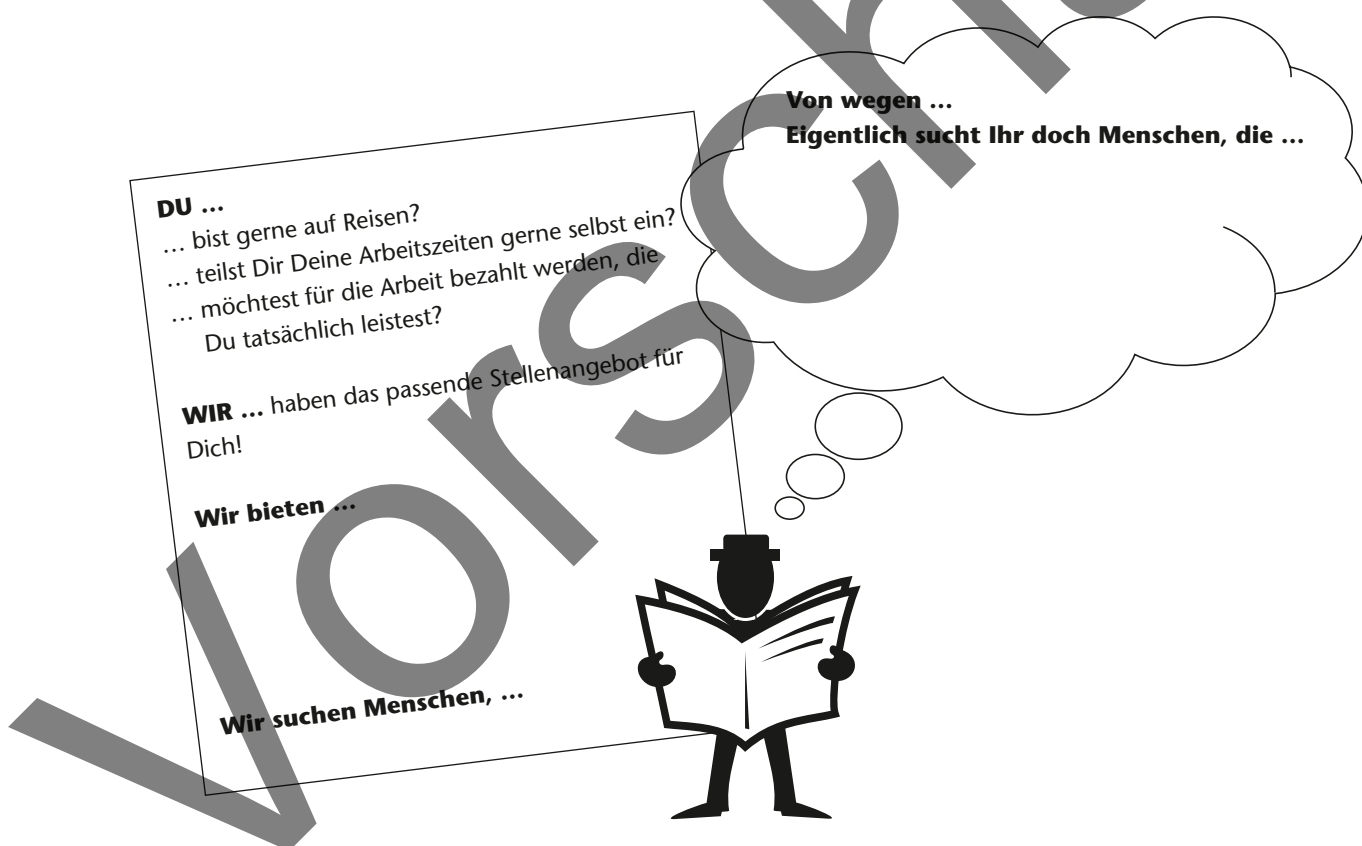 DU ...
... bist gerne auf Reisen?
... teilst Dir Deine Arbeitszeiten gerne selbst ein?
... möchtest für die Arbeit bezahlt werden, die
Du tatsächlich leistest?
WIR ... haben das passende Stellenangebot für
Dich!
Wir bieten ...
Wir suchen Menschen, ...
Von wegen ...
Eigentlich sucht Ihr doch Menschen, die ...
Vorsch